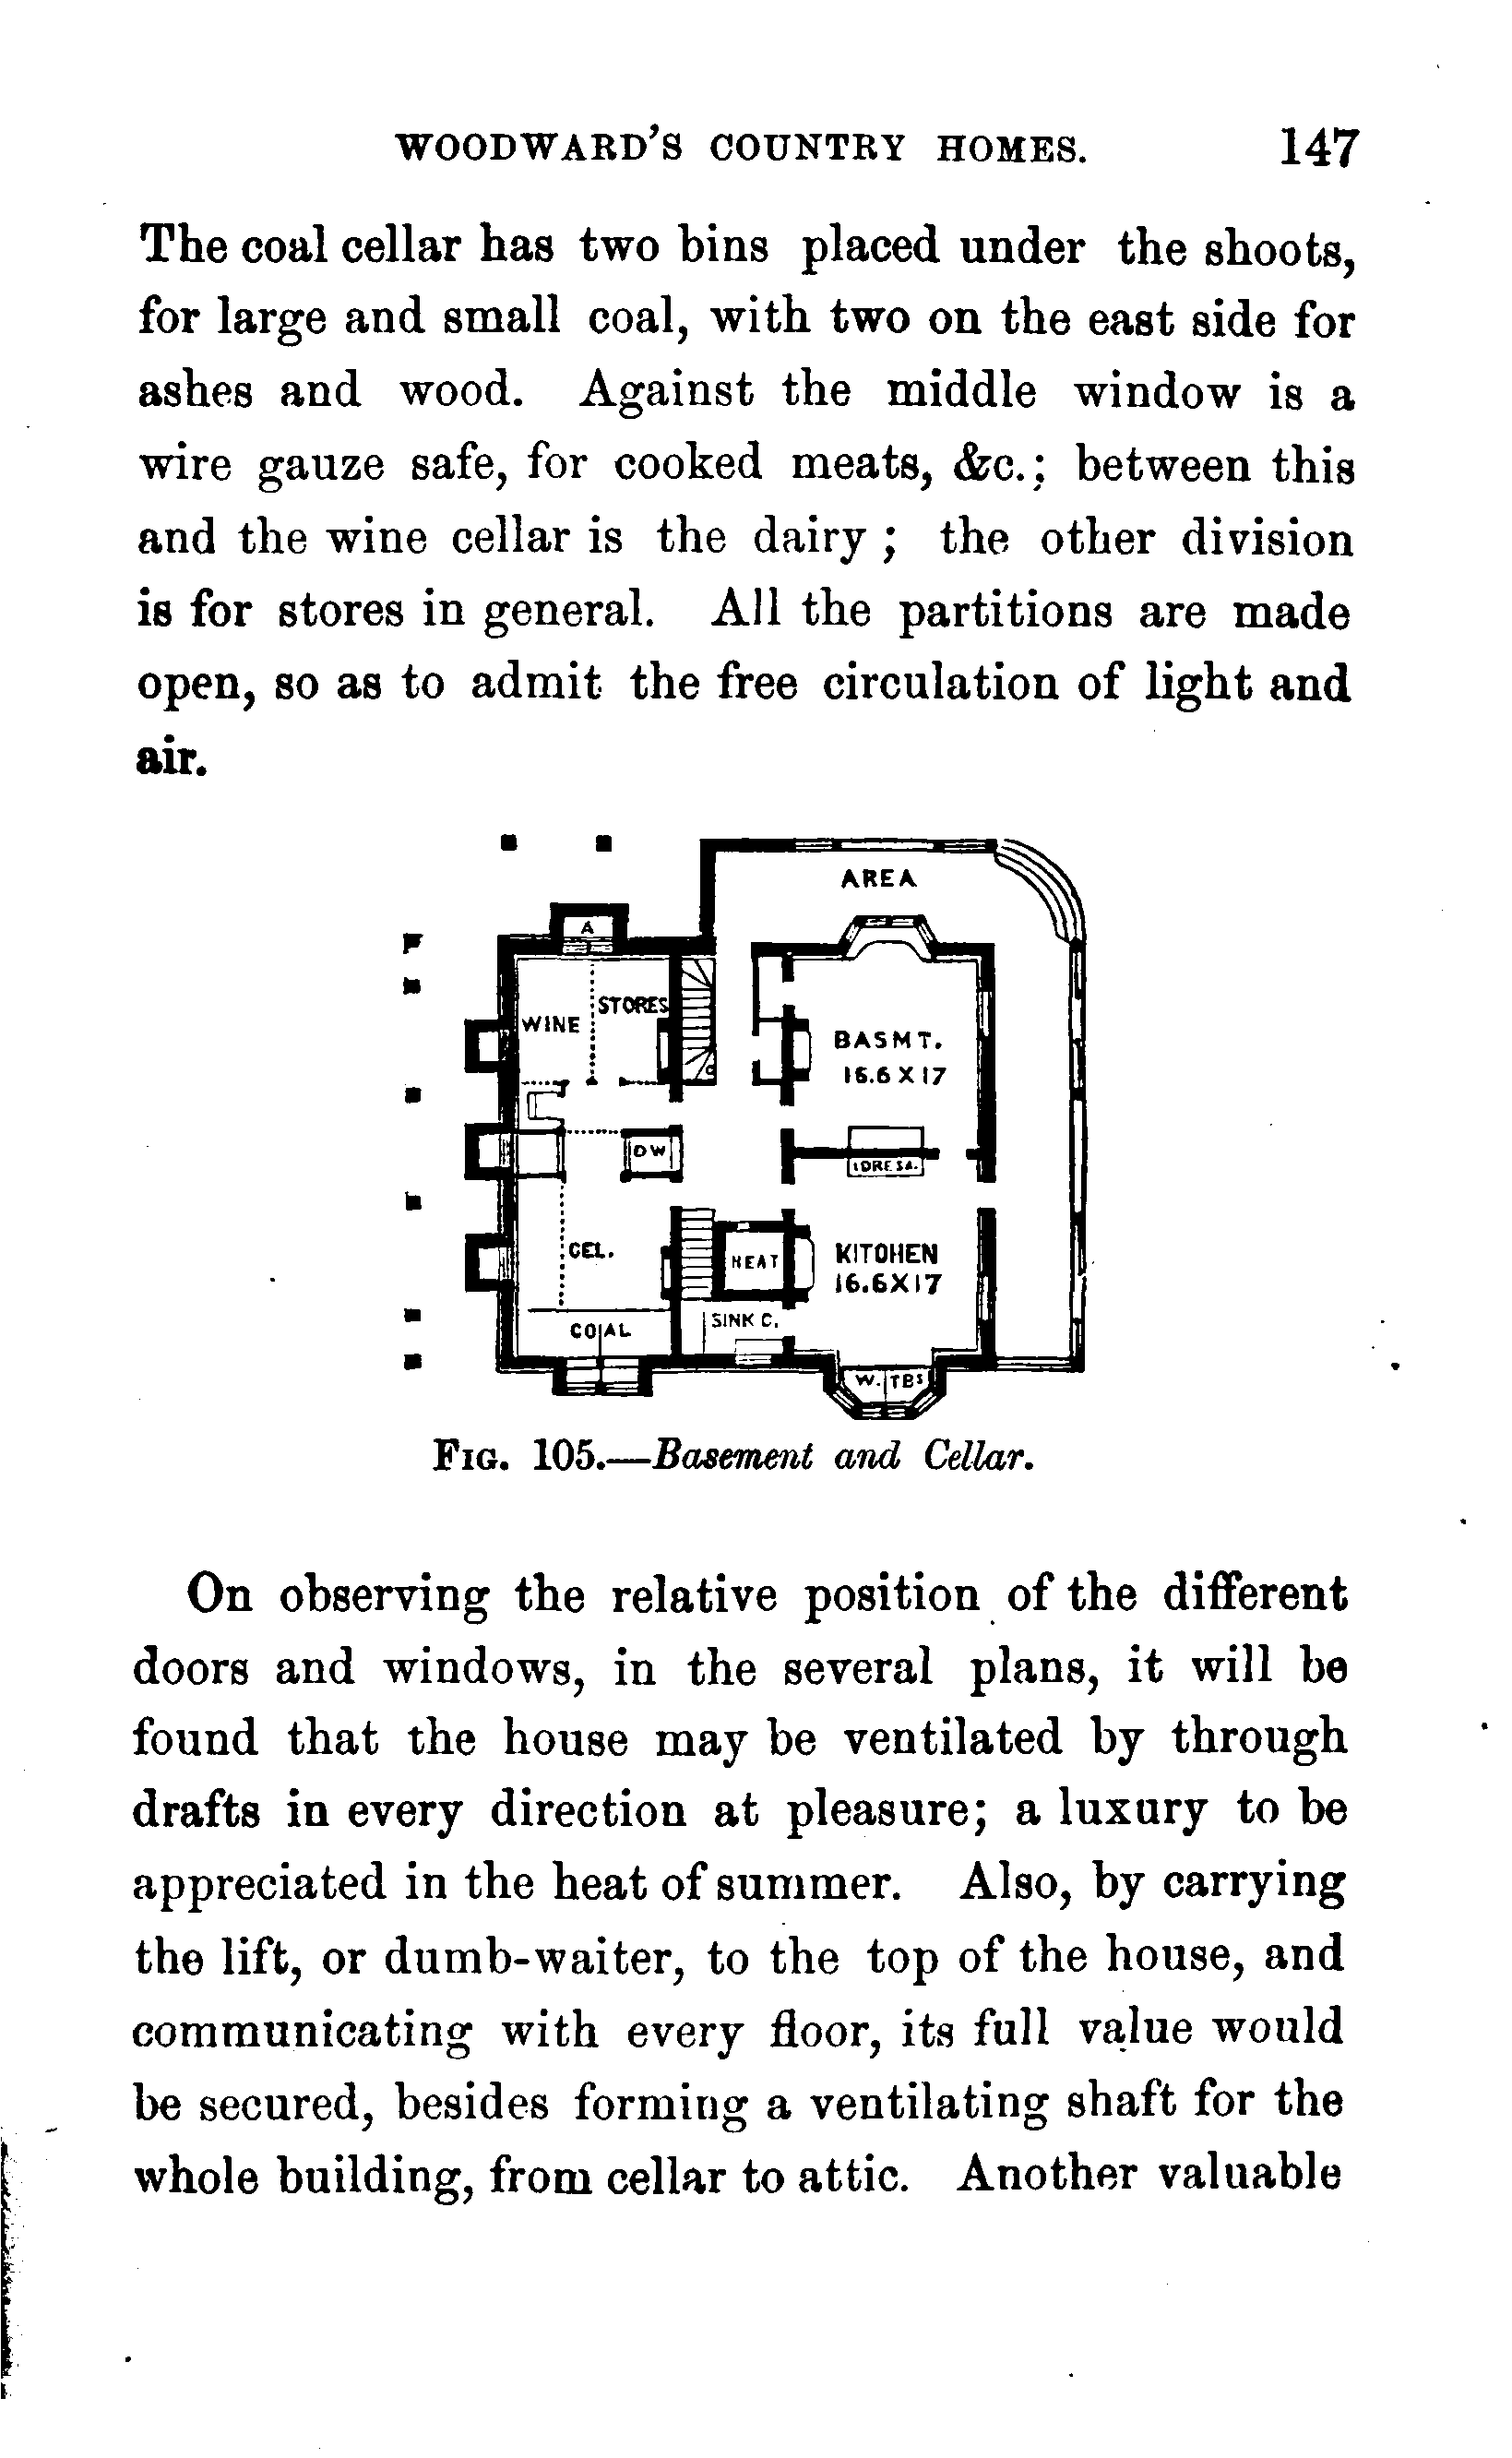 WOODWARD'S COUNTRY HOMES. 147
The coal cellar has two bins placed under the shoots,
for large and small coal, with two on the east side for
ashes and wood. Against the middle window is a
wire gauze safe, for cooked meats, &c.; between this
and the wine cellar is the dairy; the other division
is for stores in general. All the partitions are made
open, so as to admit the free circulation of light and
air.
AREA
A
STORES
WINE
BASMT.
16.6 X 17
DW
DRESR.
CEL.
HEAT
KITCHEN
16.6X17
SINK C.
COAL
W. TBS
FIG. 105.—Basement and Cellar.
On observing the relative position of the different
doors and windows, in the several plans, it will be
found that the house may be ventilated by through
drafts in every direction at pleasure; a luxury to be
appreciated in the heat of summer. Also, by carrying
the lift, or dumb-waiter, to the top of the house, and
communicating with every floor, its full value would
be secured, besides forming a ventilating shaft for the
whole building, from cellar to attic. Another valuable